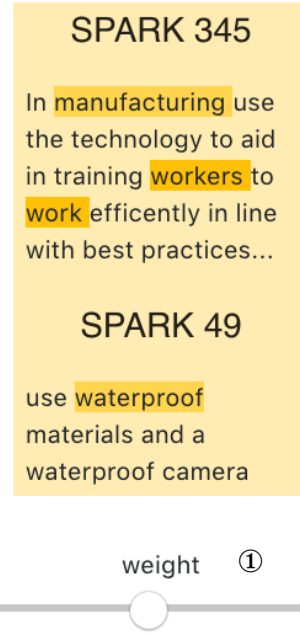 SPARK 345
In manufacturing use
the technology to aid
in training workers to
work efficently in line
with best practices...
SPARK 49
use waterproof
materials and a
waterproof camera
weight ①